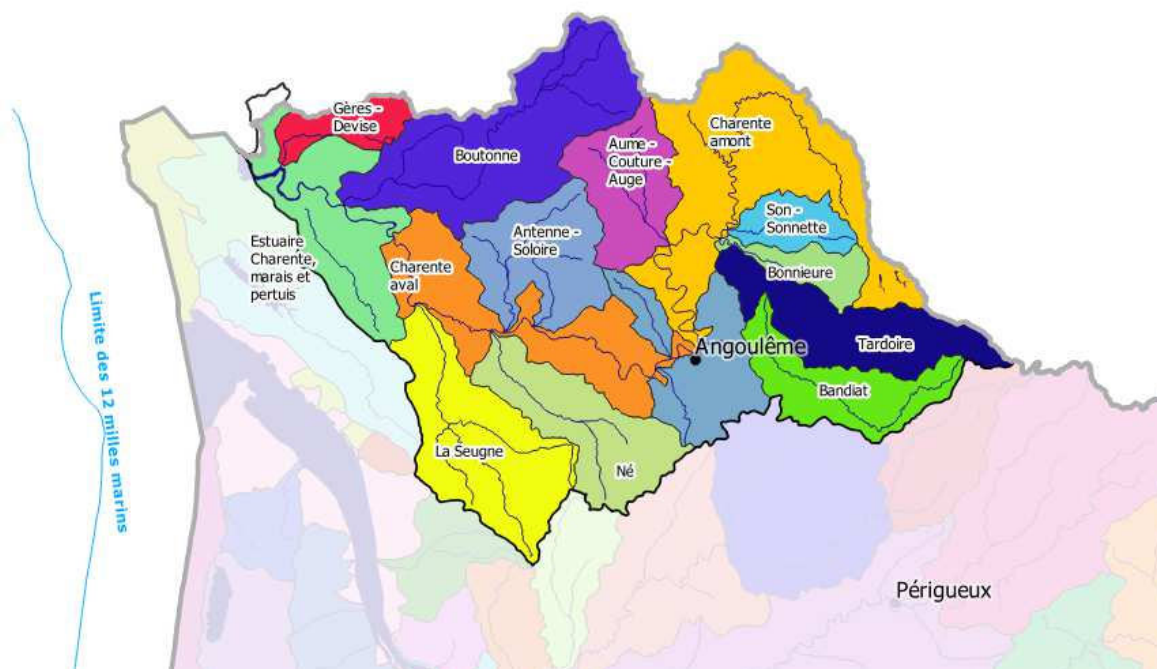 Gères -
Devise
Boutonne
Aume -
Couture -
Auge
Charente
amont
Son -
Sonnette
Bonnieure
Antenne -
Soloire
Estuaire
Charente,
marais et
pertuis
Charente
aval
Angoulême
Tardoire
Bandiat
La Seugne
Né
Périgueux
Limite des 12 milles marins